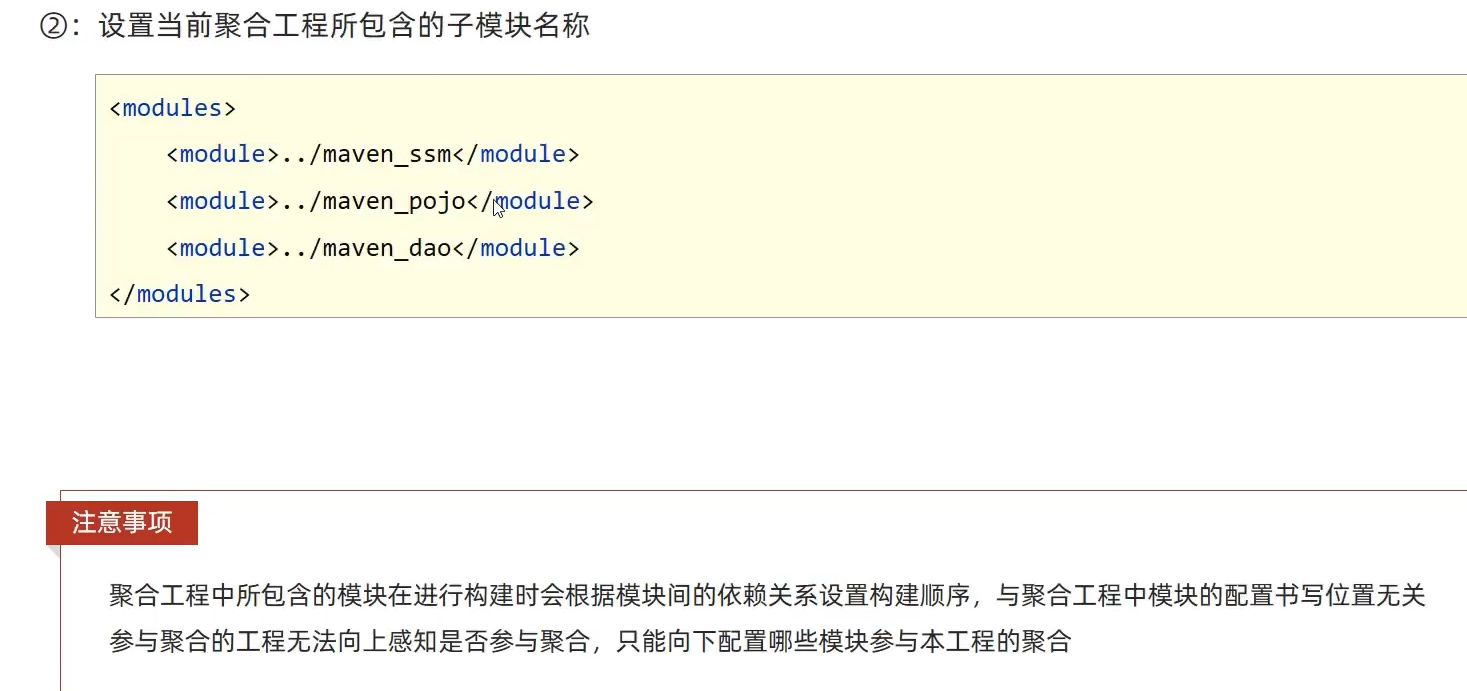 ②：设置当前聚合工程所包含的子模块名称
<modules>
<module>../maven_ssm</module>
<module>../maven_pojo</module>
<module>../maven_dao</module>
</modules>
注意事项
聚合工程中所包含的模块在进行构建时会根据模块间的依赖关系设置构建顺序，与聚合工程中模块的配置书写位置无关
参与聚合的工程无法向上感知是否参与聚合，只能向下配置哪些模块参与本工程的聚合